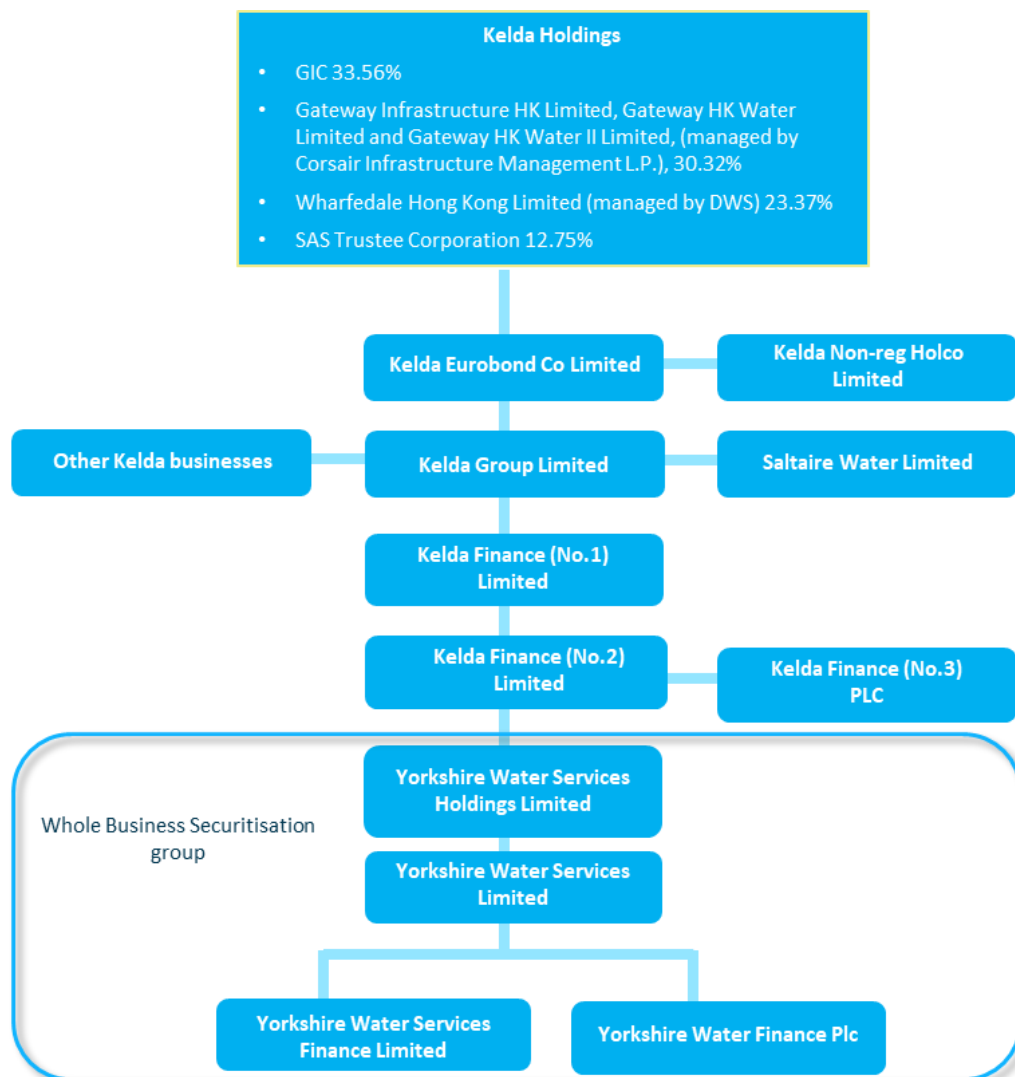 Kelda Holdings
• GIC 33.56%
• Gateway Infrastructure HK Limited, Gateway HK Water
Limited and Gateway HK Water II Limited, (managed by
Corsair Infrastructure Management L.P.), 30.32%
• Wharfedale Hong Kong Limited (managed by DWS) 23.37%
• SAS Trustee Corporation 12.75%
Kelda Eurobond Co Limited
Kelda Non-reg Holco
Limited
Other Kelda businesses
Kelda Group Limited
Saltaire Water Limited
Kelda Finance (No.1)
Limited
Kelda Finance (No.2)
Limited
Kelda Finance (No.3)
PLC
Yorkshire Water Services
Holdings Limited
Whole Business Securitisation
group
Yorkshire Water Services
Limited
Yorkshire Water Services
Finance Limited
Yorkshire Water Finance Plc